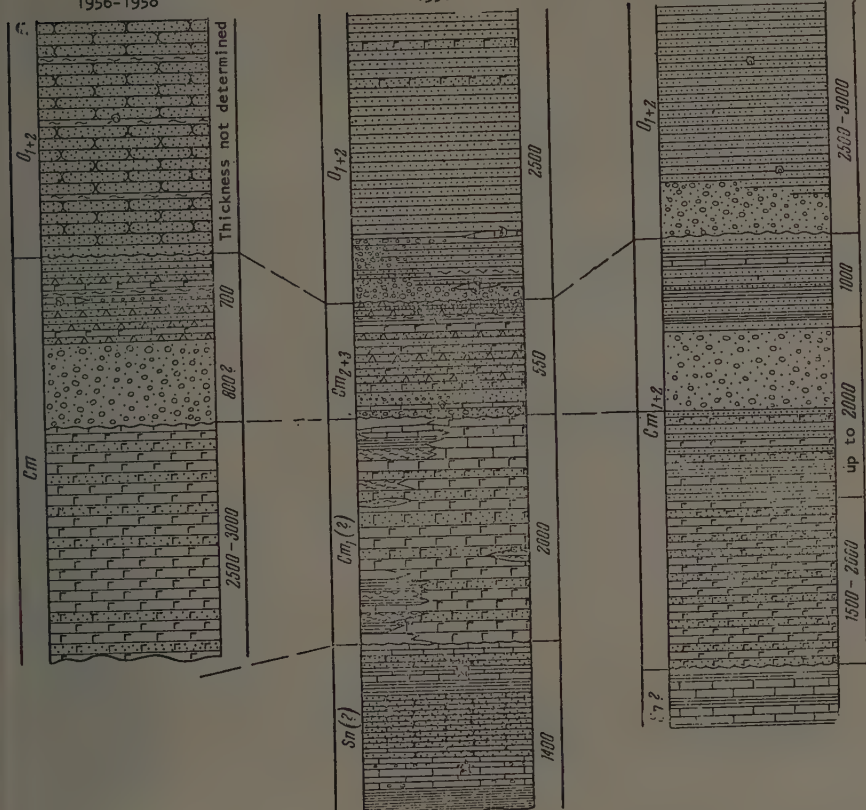 1956-1958
O₁₊₂
Thickness not determined
Cm
700
800?
2500-3000
O₁₊₂
2500
Cm₂₊₃
550
Cm₁(?)
2000
Sn(?)
1400
O₁₊₂
2500-3000
Cm₁₊₂
1000
up to 2000
1500-2000